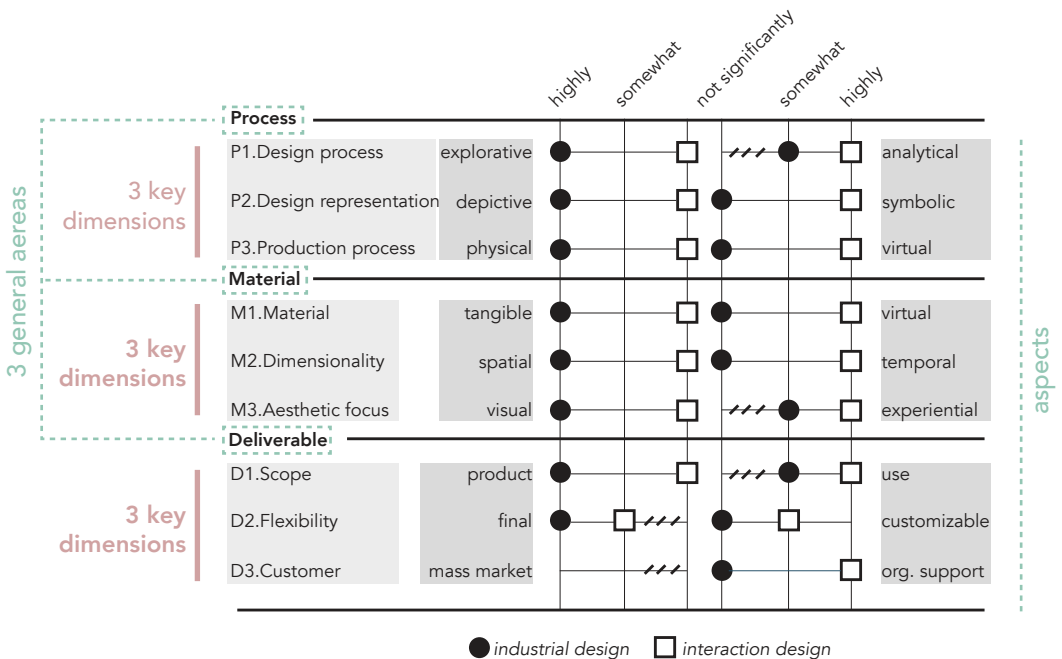 highly
somewhat
not significantly
somewhat
highly
Process
P1.Design process explorative analytical
P2.Design representation depictive symbolic
P3.Production process physical virtual
3 key
dimensions
Material
M1.Material tangible virtual
M2.Dimensionality spatial temporal
M3.Aesthetic focus visual experiential
3 key
dimensions
Deliverable
D1.Scope product use
D2.Flexibility final customizable
D3.Customer mass market org. support
3 key
dimensions
3 general aereas
aspects
industrial design interaction design